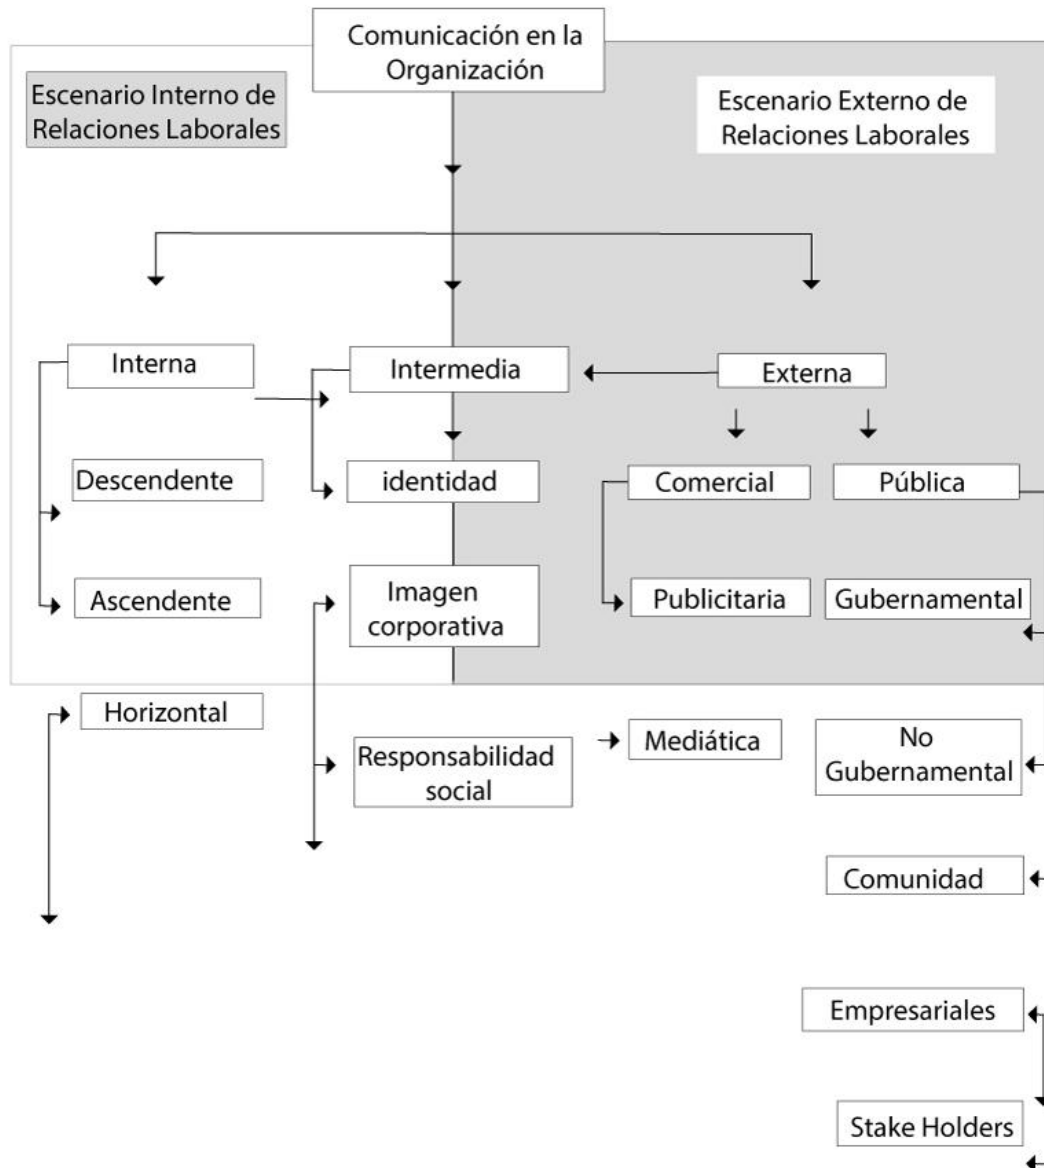 Comunicación en la
Organización
Escenario Interno de
Relaciones Laborales
Escenario Externo de
Relaciones Laborales
Interna
Intermedia
Externa
Descendente
identidad
Comercial
Pública
Ascendente
Imagen
corporativa
Publicitaria
Gubernamental
Horizontal
Responsabilidad
social
Mediática
No
Gubernamental
Comunidad
Empresariales
Stake Holders